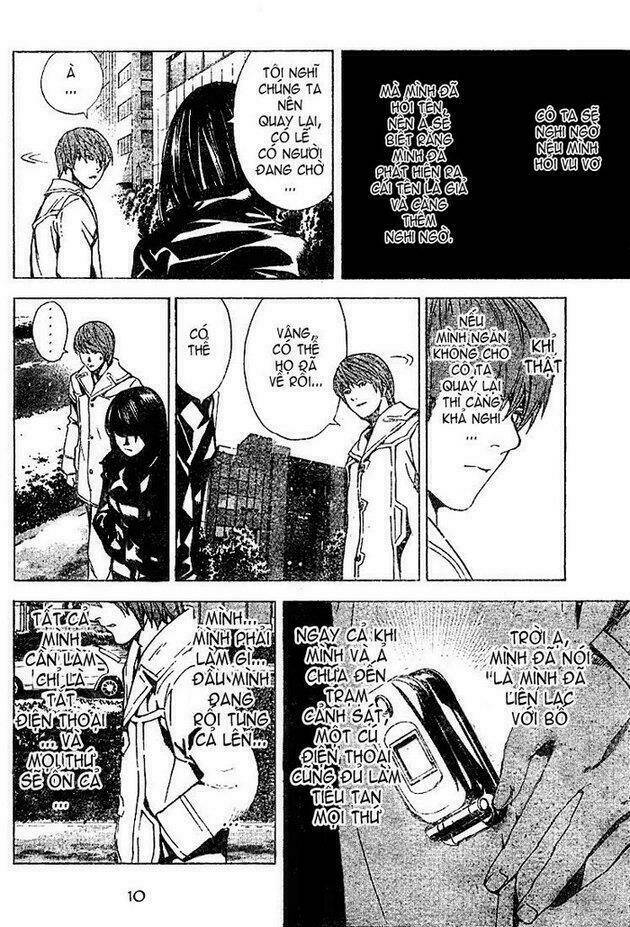 CÔ TA SẼ
NGHI NGỜ
NẾU MÌNH
HỎI VU VƠ
MÀ MÌNH ĐÃ
HỎI TÊN,
NÊN Ả SẼ
BIẾT RẰNG
MÌNH ĐÃ
PHÁT HIỆN RA
CÁI TÊN LÀ GIẢ
VÀ CÀNG
THÊM
NGHI NGỜ.
TÔI NGHĨ
CHÚNG TA
NÊN
QUAY LẠI,
CÓ LẼ
CÓ NGƯỜI
ĐANG CHỜ
...
À
...
KHỈ
THẬT
NẾU
MÌNH NGĂN
KHÔNG CHO
CÔ TA
QUAY LẠI
THÌ CÀNG
KHẢ NGHI
...
VÂNG,
CÓ THỂ
HỌ RÃ
VỀ RỒI...
CÓ
THỂ
....
TRỜI Ạ,
MÌNH ĐÃ NÓI
LÀ MÌNH ĐÃ
LIÊN LẠC
VỚI BỐ
NGAY CẢ KHI
MÌNH VÀ Ả
CHƯA ĐẾN
TRẠM
CẢNH SÁT,
MỘT CÚ
ĐIỆN THOẠI
CŨNG ĐỦ LÀM
TIÊU TAN
MỌI THỨ
MÌNH...
MÌNH PHẢI
LÀM GÌ...
ĐẦU MÌNH
ĐANG
RỐI TUNG
CẢ LÊN...
TẤT CẢ
MÌNH
CẦN LÀM
CHỈ LÀ
TẮT
ĐIỆN THOẠI
... VÀ
MỌI THỨ
SẼ ỔN CẢ
...
10